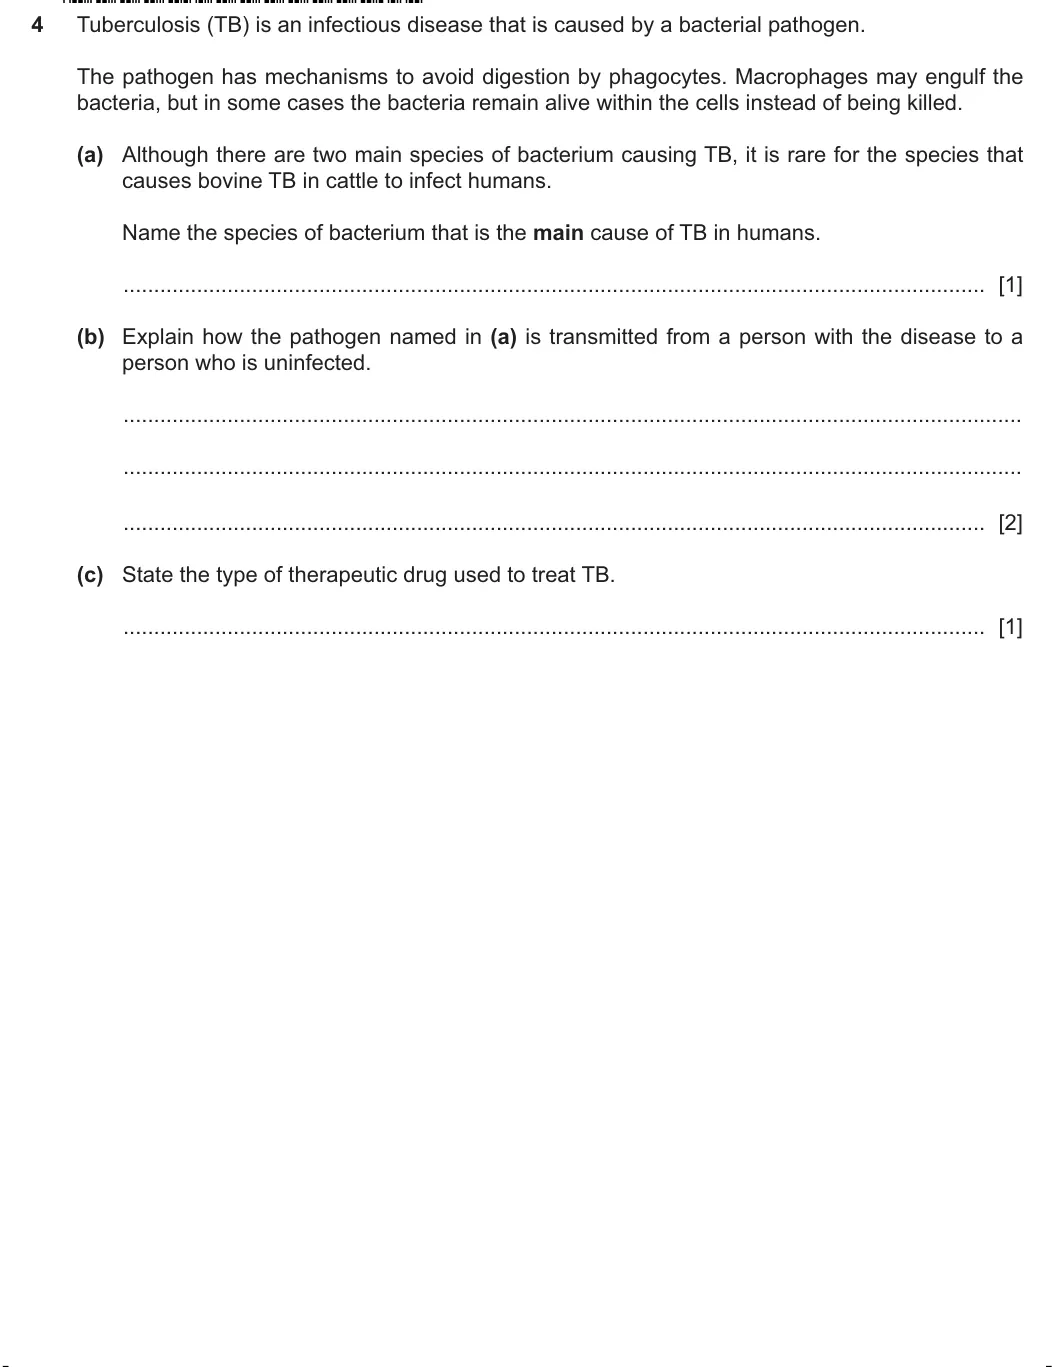 4 Tuberculosis (TB) is an infectious disease that is caused by a bacterial pathogen.
The pathogen has mechanisms to avoid digestion by phagocytes. Macrophages may engulf the
bacteria, but in some cases the bacteria remain alive within the cells instead of being killed.
(a) Although there are two main species of bacterium causing TB, it is rare for the species that
causes bovine TB in cattle to infect humans.
Name the species of bacterium that is the main cause of TB in humans.
.............................................................................................................................................. [1]
(b) Explain how the pathogen named in (a) is transmitted from a person with the disease to a
person who is uninfected.
....................................................................................................................................................
....................................................................................................................................................
.............................................................................................................................................. [2]
(c) State the type of therapeutic drug used to treat TB.
.............................................................................................................................................. [1]